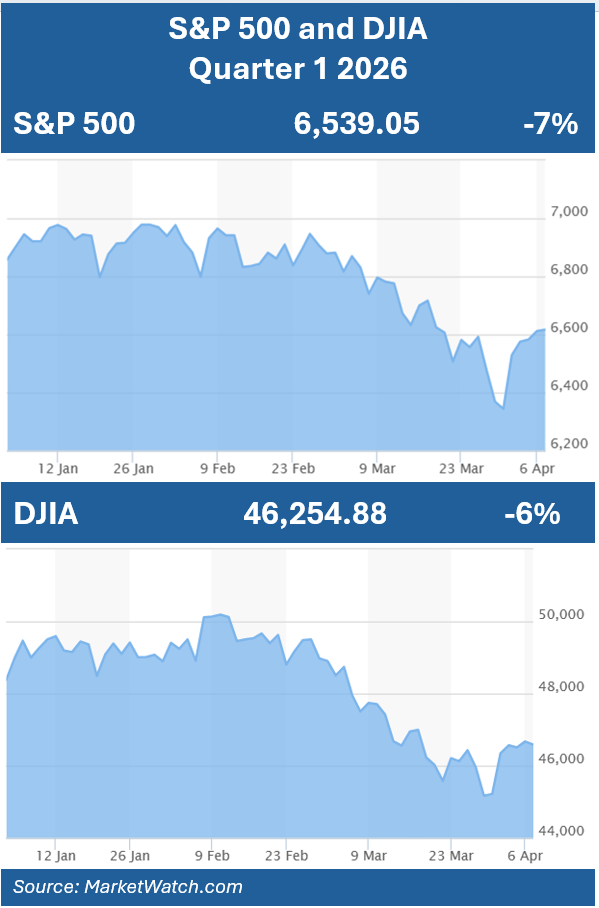 S&P 500 and DJIA
Quarter 1 2026
S&P 500 6,539.05 -7%
7,000
6,800
6,600
6,400
6,200
12 Jan 26 Jan 9 Feb 23 Feb 9 Mar 23 Mar 6 Apr
DJIA 46,254.88 -6%
50,000
48,000
46,000
44,000
12 Jan 26 Jan 9 Feb 23 Feb 9 Mar 23 Mar 6 Apr
Source: MarketWatch.com